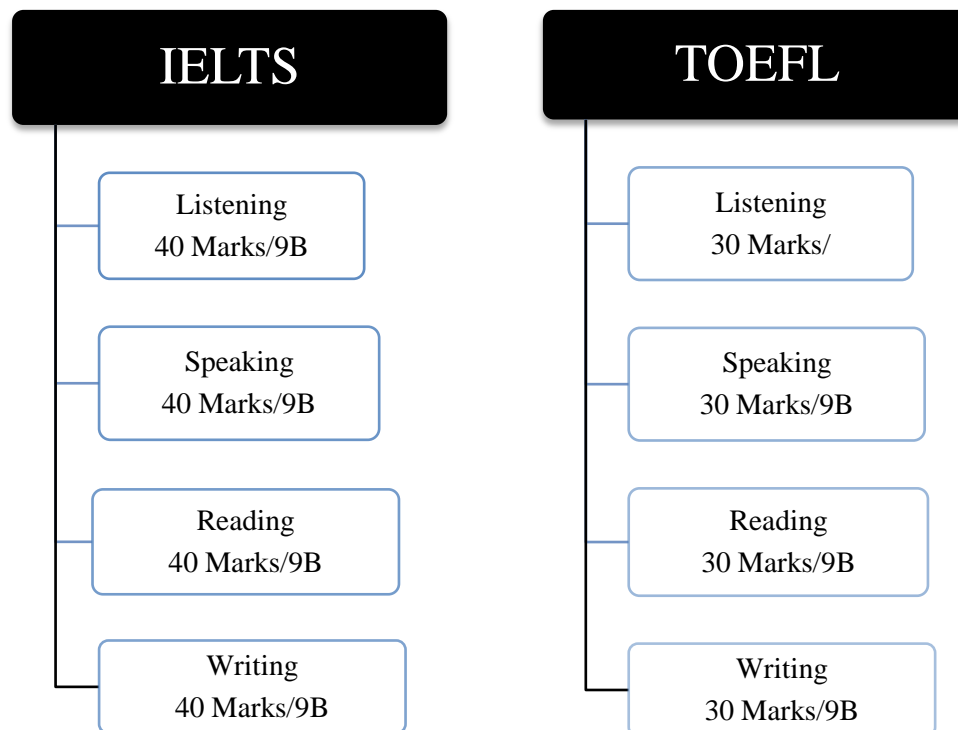 IELTS
Listening
40 Marks/9B
Speaking
40 Marks/9B
Reading
40 Marks/9B
Writing
40 Marks/9B
TOEFL
Listening
30 Marks/
Speaking
30 Marks/9B
Reading
30 Marks/9B
Writing
30 Marks/9B